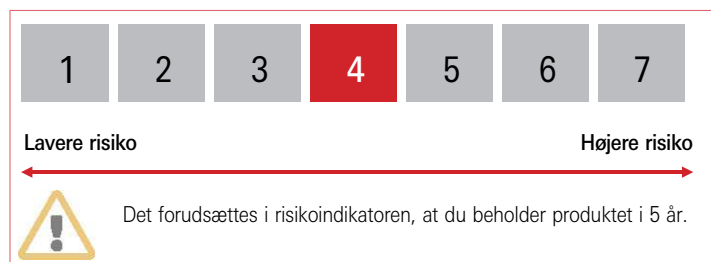 1 2 3 4 5 6 7
Lavere risiko Højere risiko
Det forudsættes i risikoindikatoren, at du beholder produktet i 5 år.